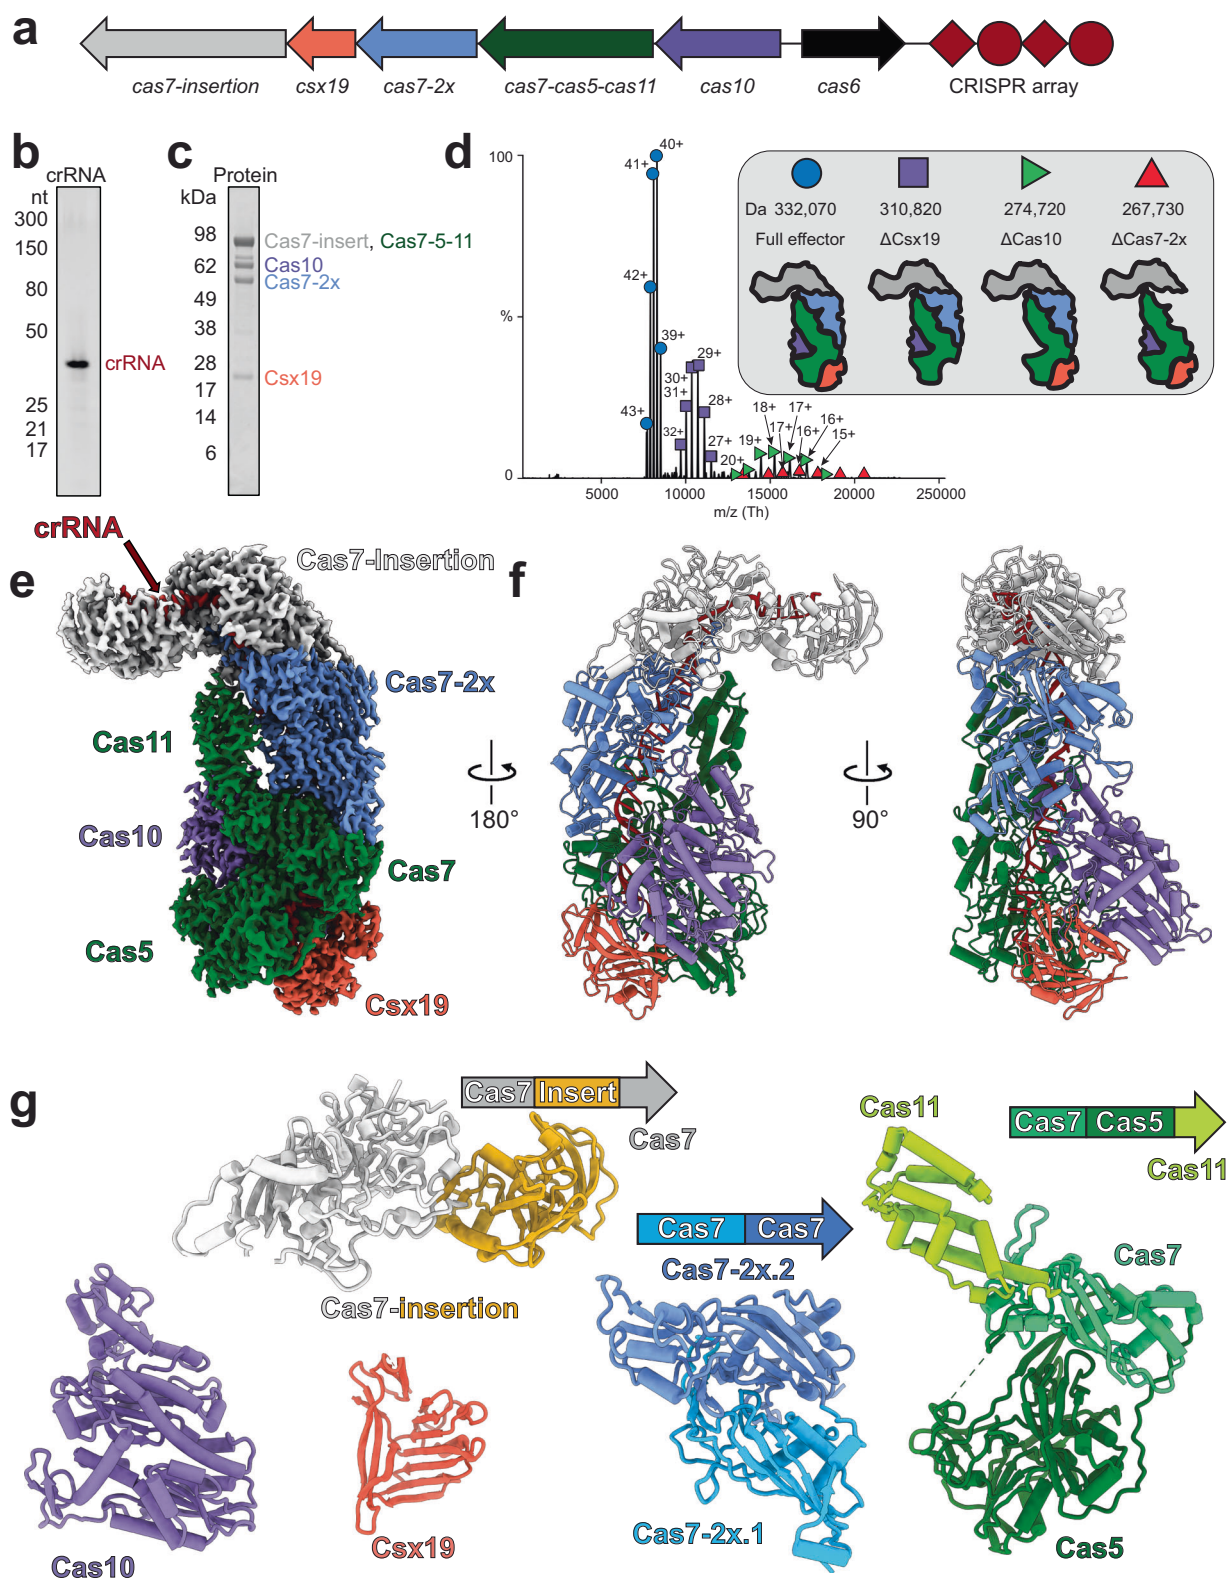 a
cas7-insertion csx19 cas7-2x cas7-cas5-cas11 cas10 cas6 CRISPR array
b
crRNA
nt
300
150
80
50
25
21
17
crRNA
c
Protein
kDa
98
62
49
38
28
17
14
6
Cas7-insert, Cas7-5-11
Cas10
Cas7-2x
Csx19
d
100
%
0
40+
41+
42+
39+
43+
29+
30+
31+
28+
32+
27+
20+
19+
18+
17+
17+
16+
16+
15+
5000 10000 15000 20000 250000
m/z (Th)
Da 332,070 310,820 274,720 267,730
Full effector ΔCsx19 ΔCas10 ΔCas7-2x
e
crRNA
Cas7-Insertion
Cas7-2x
Cas11
Cas10
Cas7
Cas5
Csx19
f
180°
90°
g
Cas7 Insert
Cas7
Cas7-insertion
Cas10
Csx19
Cas7 Cas7
Cas7-2x.2
Cas7-2x.1
Cas11
Cas7 Cas5
Cas11
Cas7
Cas5